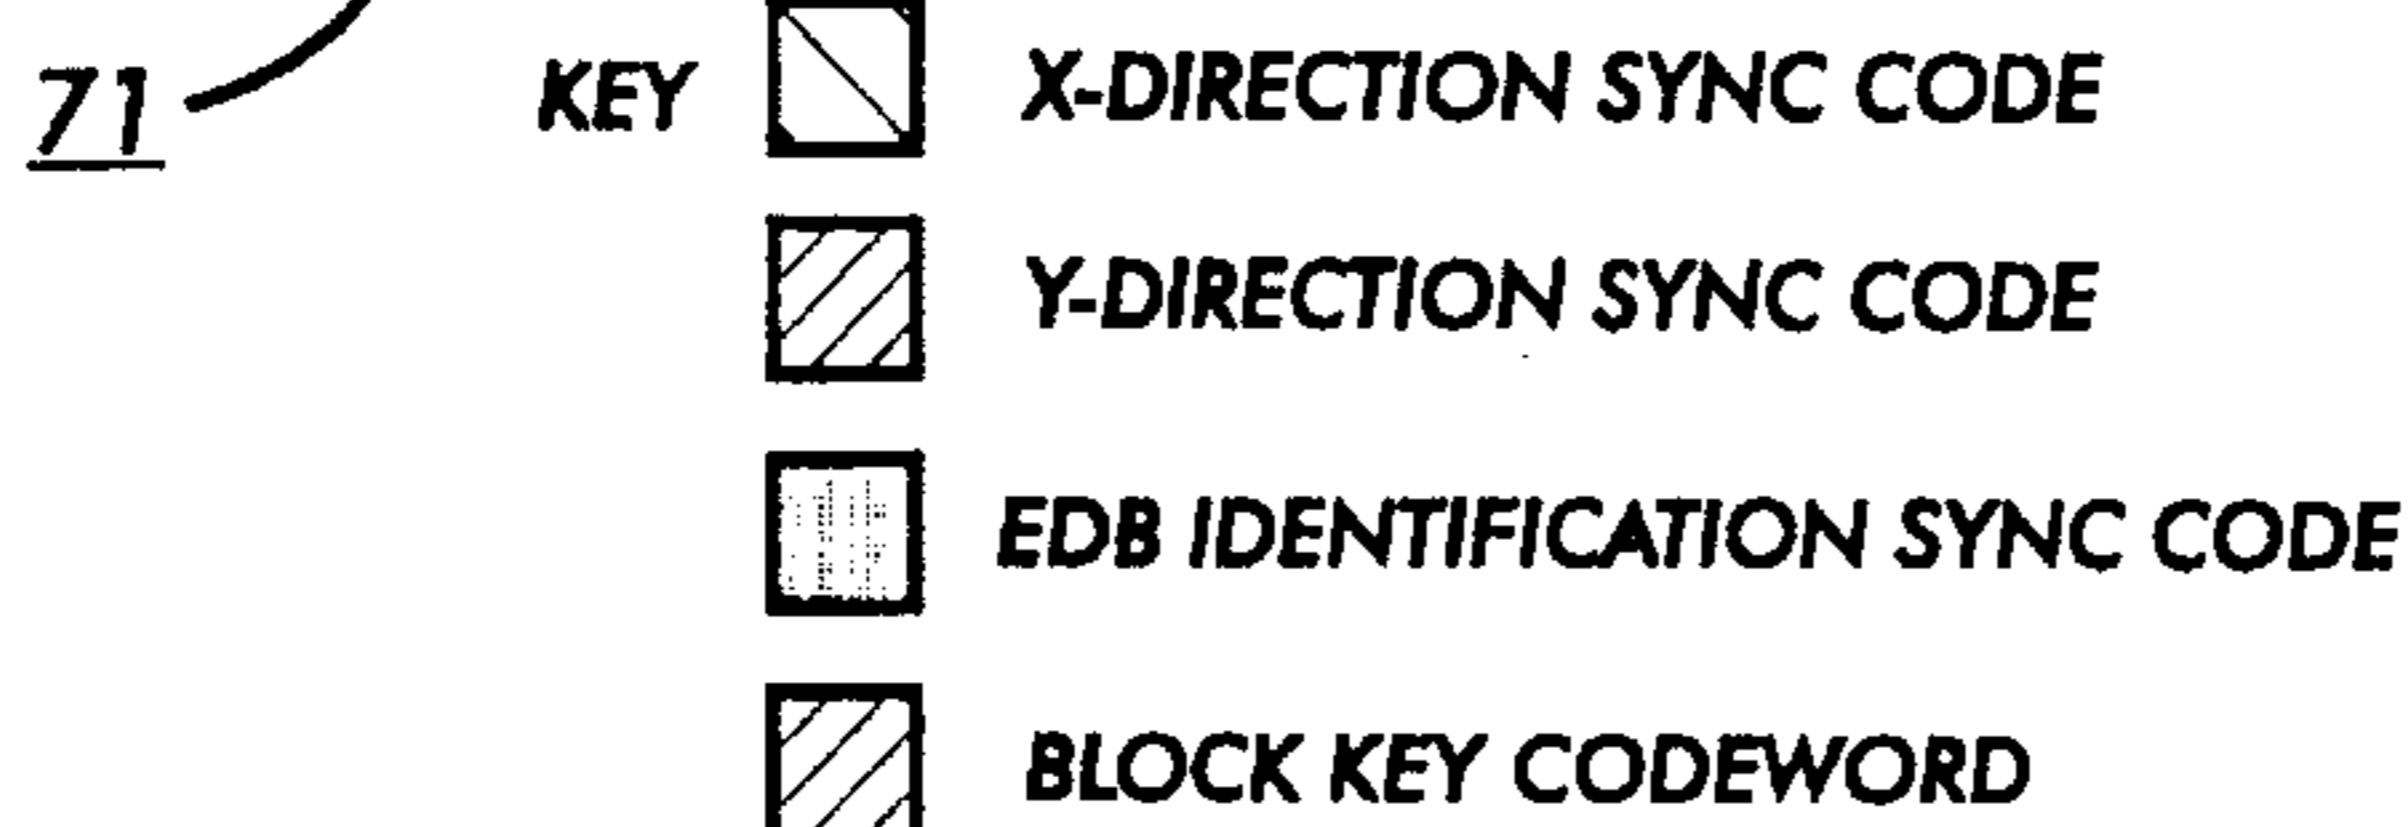 71
KEY X-DIRECTION SYNC CODE
Y-DIRECTION SYNC CODE
EDB IDENTIFICATION SYNC CODE
BLOCK KEY CODEWORD